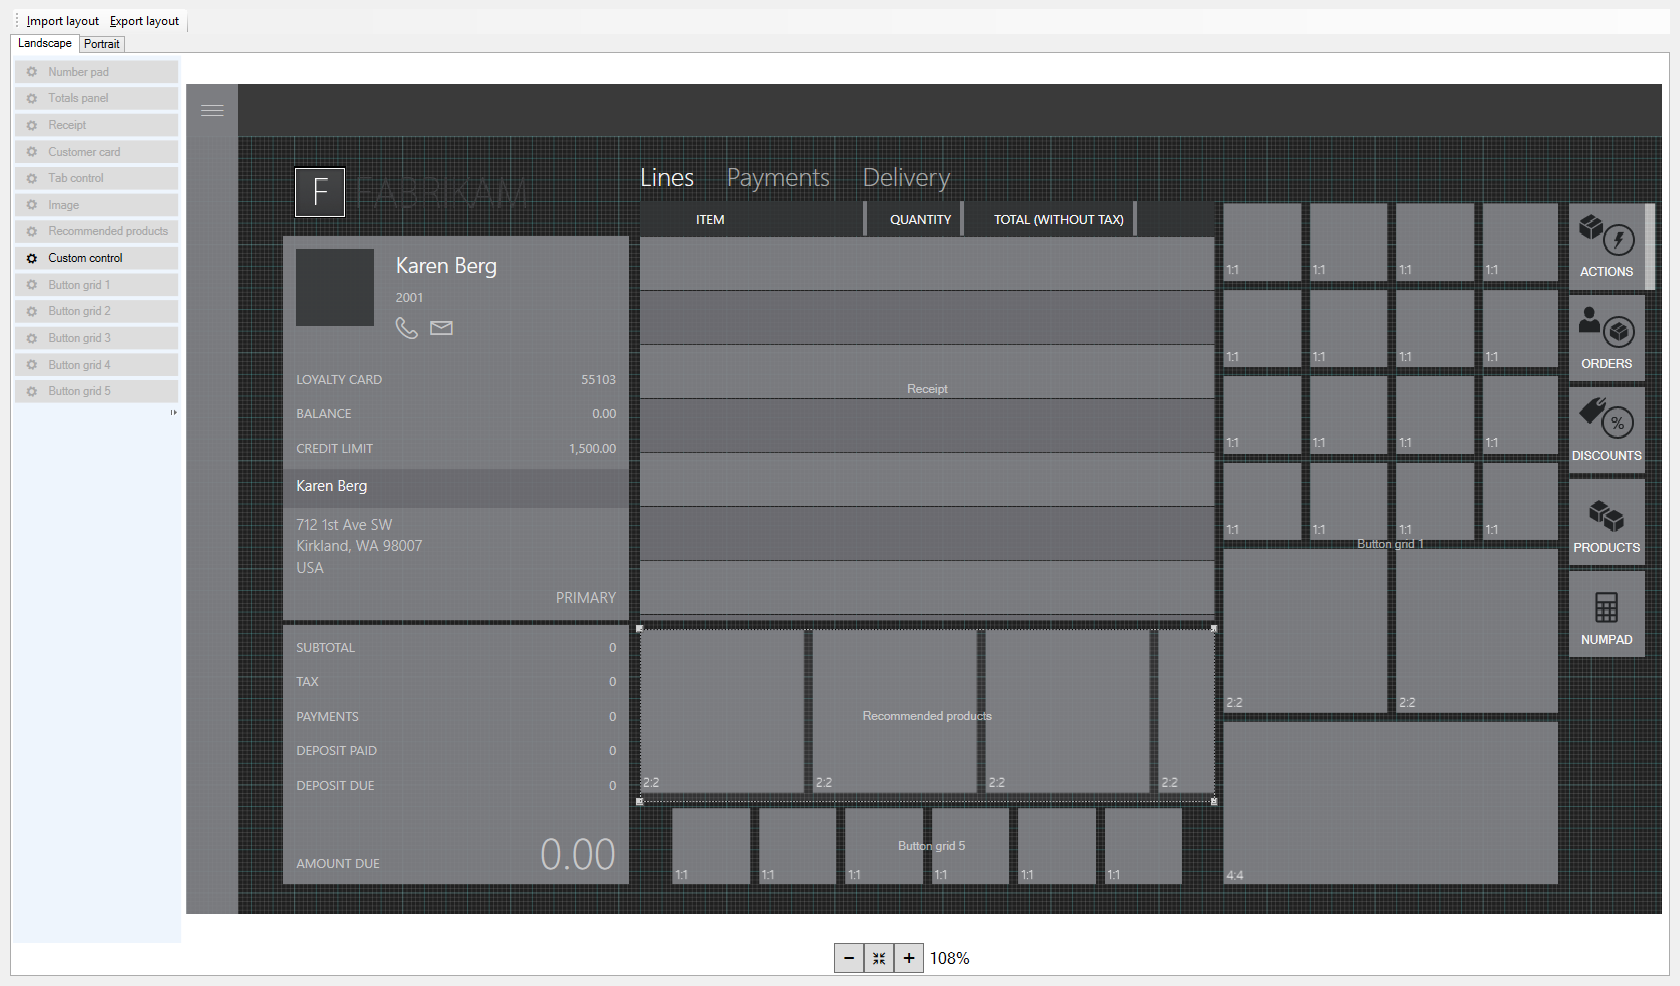 Import layout Export layout
Landscape Portrait
Number pad
Totals panel
Receipt
Customer card
Tab control
Image
Recommended products
Custom control
Button grid 1
Button grid 2
Button grid 3
Button grid 4
Button grid 5
F FABRIKAM
Karen Berg
2001
LOYALTY CARD 55103
BALANCE 0.00
CREDIT LIMIT 1,500.00
Karen Berg
712 1st Ave SW
Kirkland, WA 98007
USA
PRIMARY
SUBTOTAL 0
TAX 0
PAYMENTS 0
DEPOSIT PAID 0
DEPOSIT DUE 0
AMOUNT DUE 0.00
Lines Payments Delivery
ITEM QUANTITY TOTAL (WITHOUT TAX)
Receipt
Recommended products
2:2 2:2 2:2 2:2
Button grid 5
1:1 1:1 1:1 1:1 1:1 1:1
1:1 1:1 1:1 1:1
1:1 1:1 1:1 1:1
1:1 1:1 1:1 1:1
1:1 1:1 1:1 1:1
Button grid 1
2:2 2:2
4:4
ACTIONS
ORDERS
%
DISCOUNTS
PRODUCTS
NUMPAD
108%